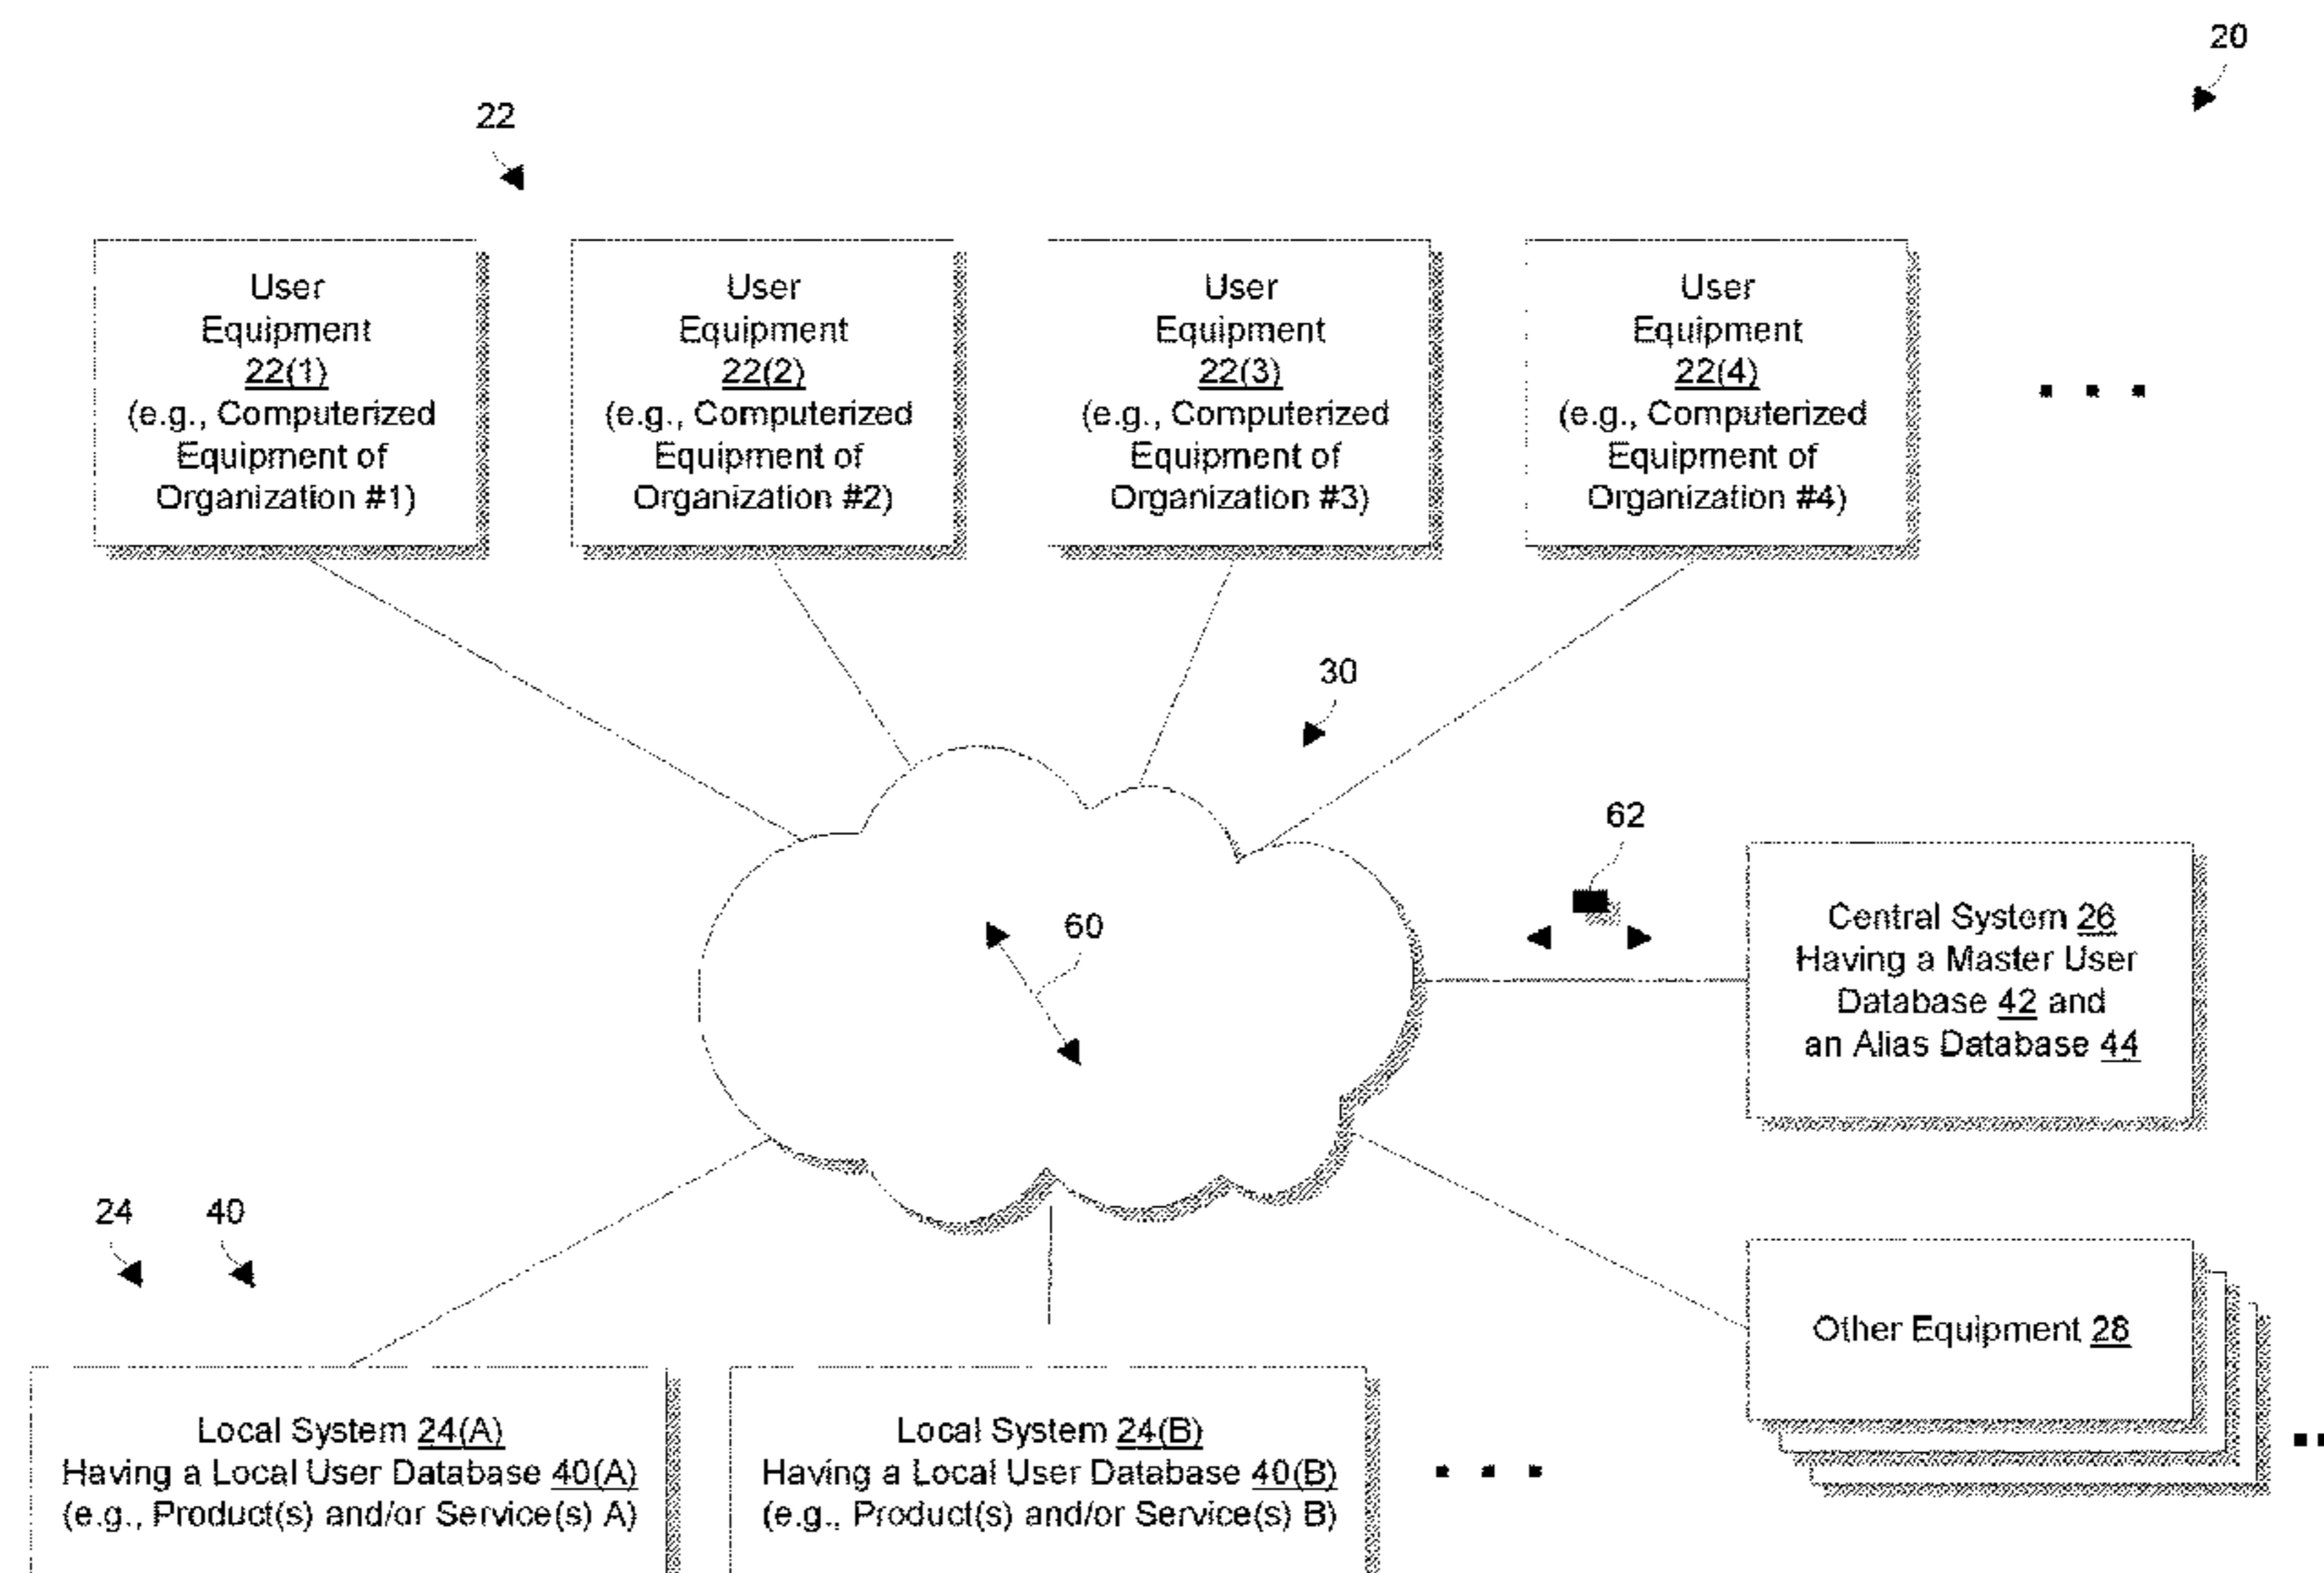 20
22
User
Equipment
22(1)
(e.g., Computerized
Equipment of
Organization #1)
User
Equipment
22(2)
(e.g., Computerized
Equipment of
Organization #2)
User
Equipment
22(3)
(e.g., Computerized
Equipment of
Organization #3)
User
Equipment
22(4)
(e.g., Computerized
Equipment of
Organization #4)
. . .
30
62
60
Central System 26
Having a Master User
Database 42 and
an Alias Database 44
24
40
Other Equipment 28
Local System 24(A)
Having a Local User Database 40(A)
(e.g., Product(s) and/or Service(s) A)
Local System 24(B)
Having a Local User Database 40(B)
(e.g., Product(s) and/or Service(s) B)
. . .